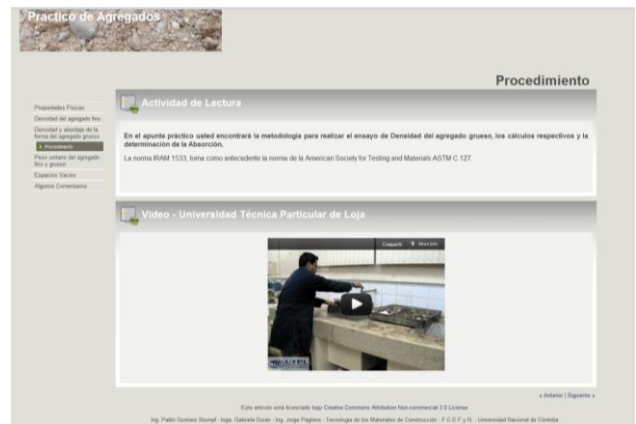 Practico de Agregados
Procedimiento
Propiedades Físicas
Densidad del agregado fino
Densidad y absorción de la
forma del agregado grueso
Procedimiento
Peso unitario del agregado
fino y grueso
Espacios Vacíos
Algunos Comentarios
Actividad de Lectura
En el apunte práctico usted encontrará la metodología para realizar el ensayo de Densidad del agregado grueso, los cálculos respectivos y la
determinación de la Absorción.
La norma IRAM 1533, toma como antecedente la norma de la American Society for Testing and Materials ASTM C 127.
Video - Universidad Técnica Particular de Loja
Compartir
More info
« Anterior | Siguiente »
Este artículo está licenciado bajo Creative Commons Attribution Non-commercial 3.0 License
Ing. Pablo Gustavo Stumpf - Inga. Gabriela Duran - Ing. Jorge Pagliero - Tecnología de los Materiales de Construcción - F.C.E.F y N. - Universidad Nacional de Córdoba